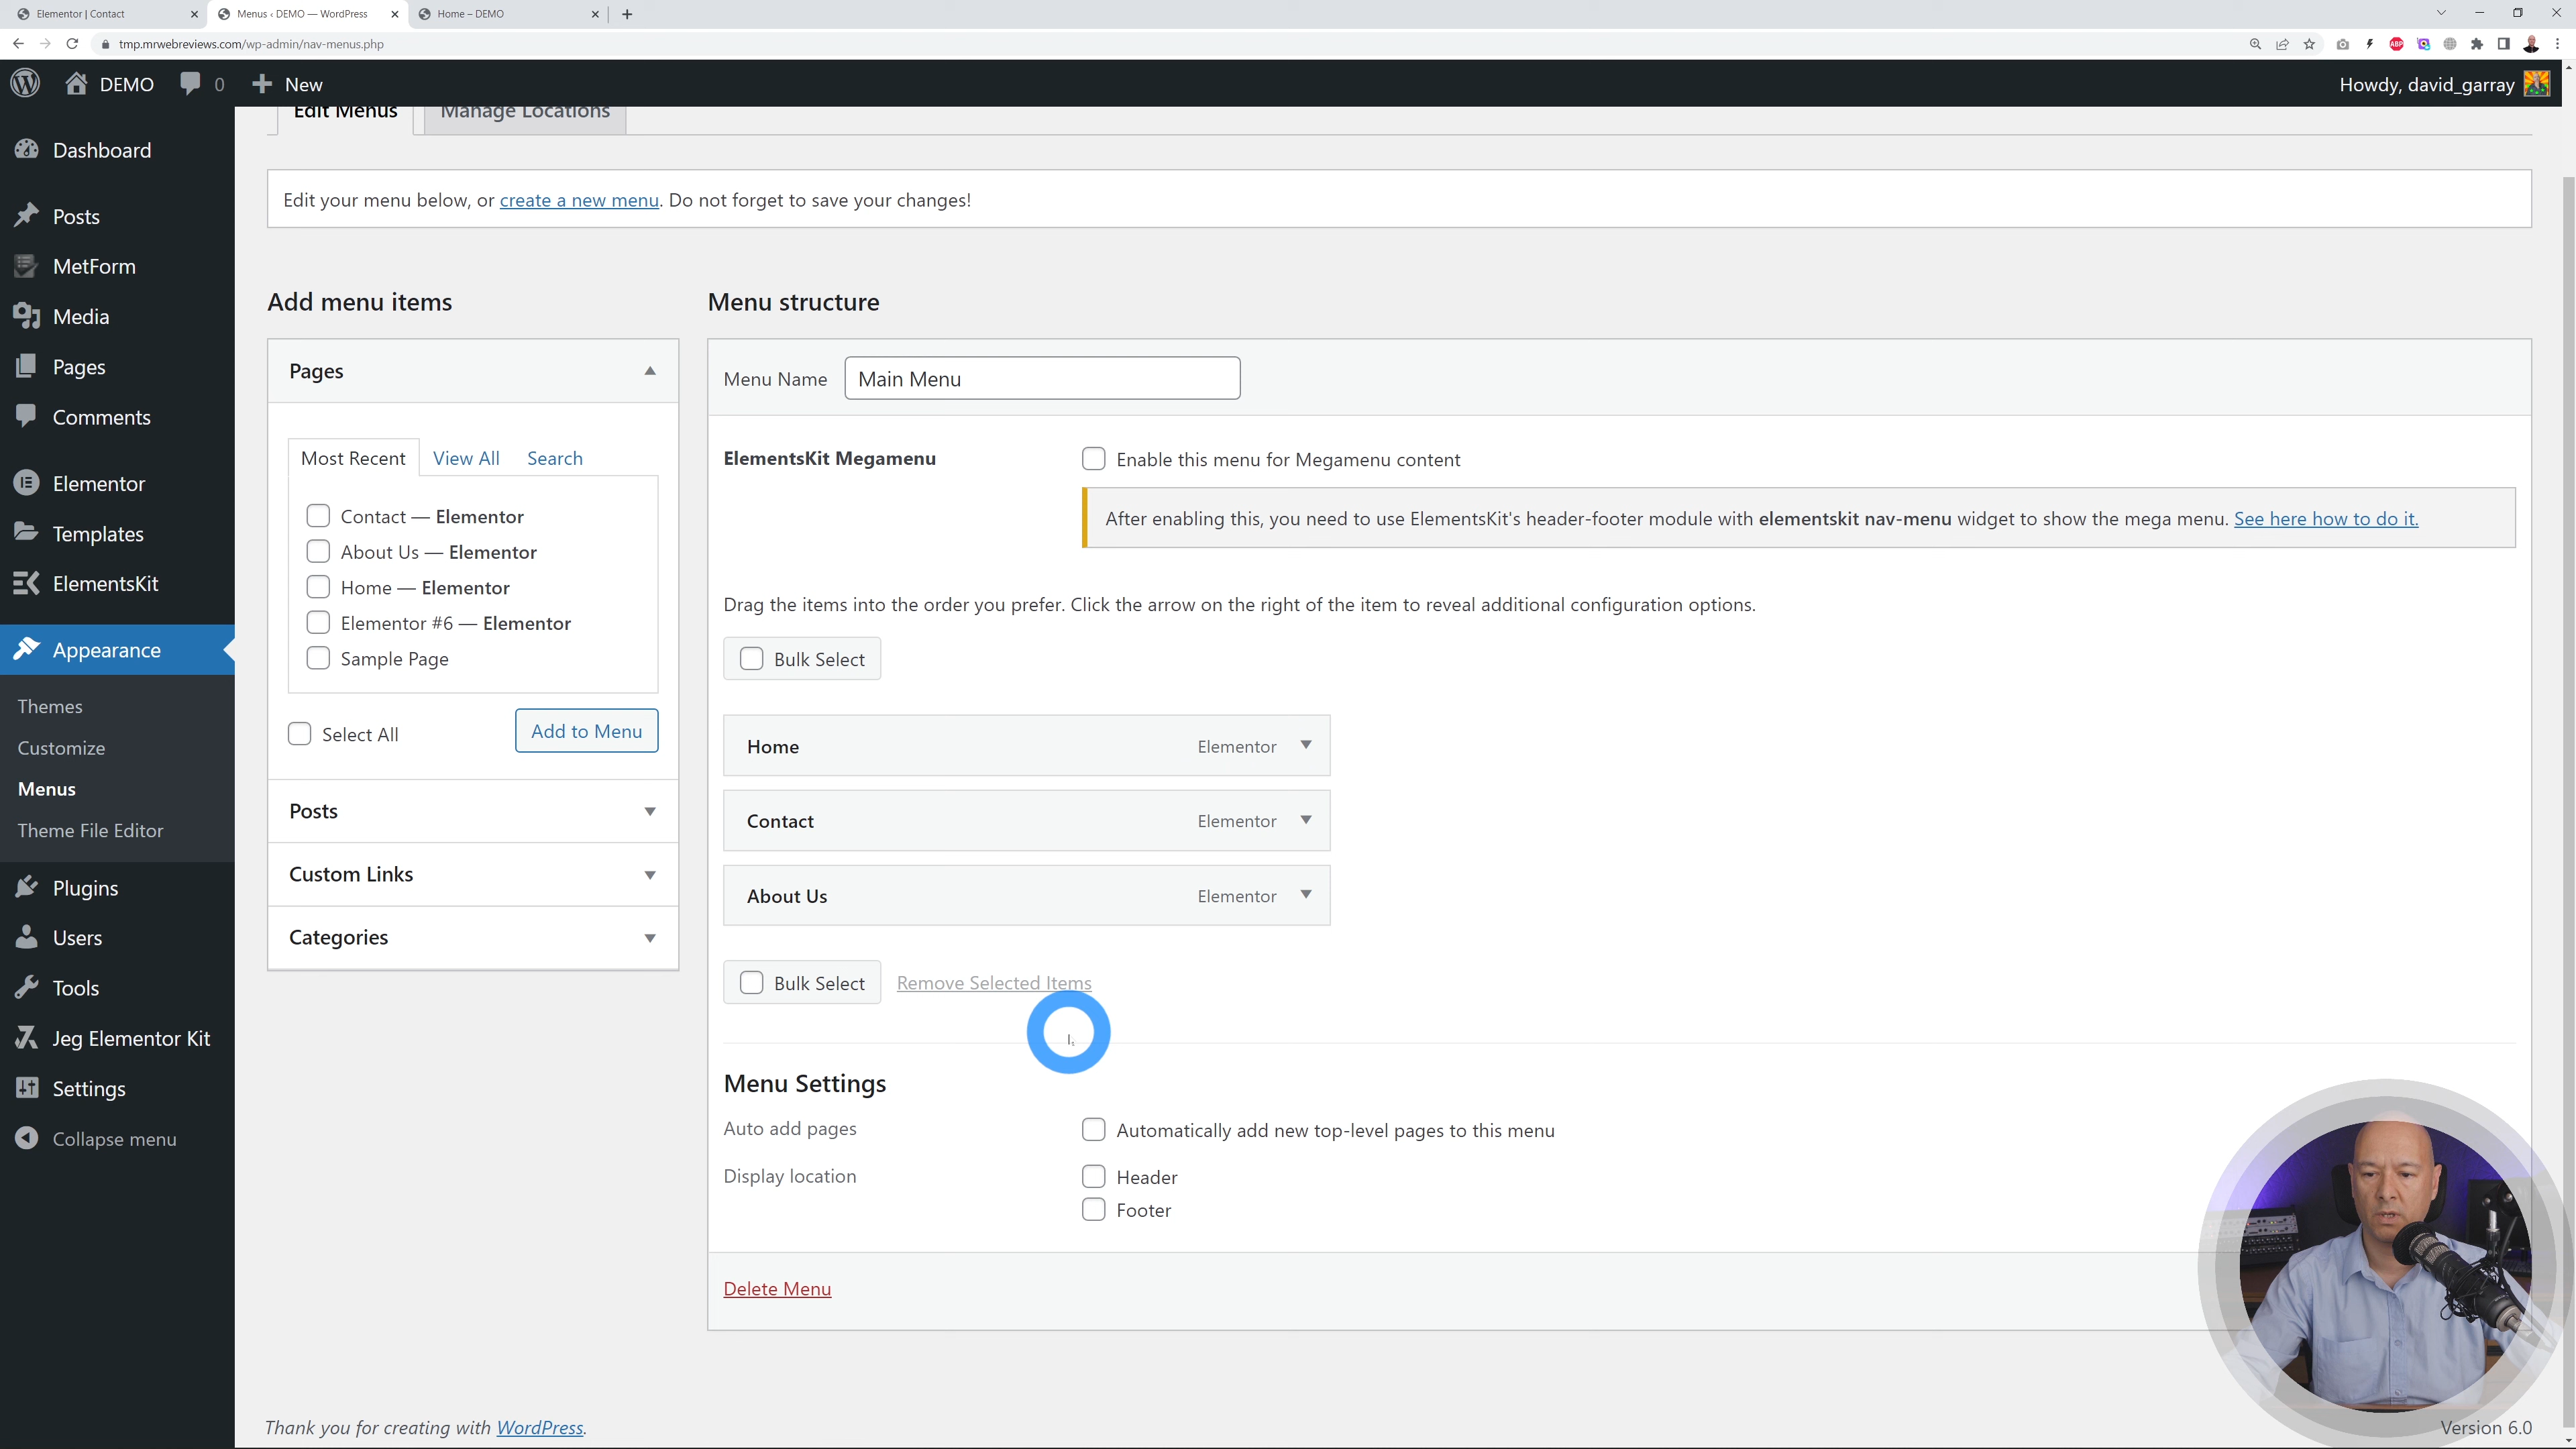 Elementor | Contact
Menus ‹ DEMO — WordPress
Home – DEMO
tmp.mrwebreviews.com/wp-admin/nav-menus.php
ABP
DEMO
0
New
Howdy, david_garray
Edit Menus
Manage Locations
Dashboard
Posts
MetForm
Media
Pages
Comments
Elementor
Templates
ElementsKit
Appearance
Themes
Customize
Menus
Theme File Editor
Plugins
Users
Tools
Jeg Elementor Kit
Settings
Collapse menu
Edit your menu below, or create a new menu. Do not forget to save your changes!
Add menu items
Pages
Most Recent
View All
Search
Contact — Elementor
About Us — Elementor
Home — Elementor
Elementor #6 — Elementor
Sample Page
Select All
Add to Menu
Posts
Custom Links
Categories
Menu structure
Menu Name
Main Menu
ElementsKit Megamenu
Enable this menu for Megamenu content
After enabling this, you need to use ElementsKit's header-footer module with elementskit nav-menu widget to show the mega menu. See here how to do it.
Drag the items into the order you prefer. Click the arrow on the right of the item to reveal additional configuration options.
Bulk Select
Home Elementor
Contact Elementor
About Us Elementor
Bulk Select
Remove Selected Items
Menu Settings
Auto add pages
Automatically add new top-level pages to this menu
Display location
Header
Footer
Delete Menu
Thank you for creating with WordPress.
Version 6.0